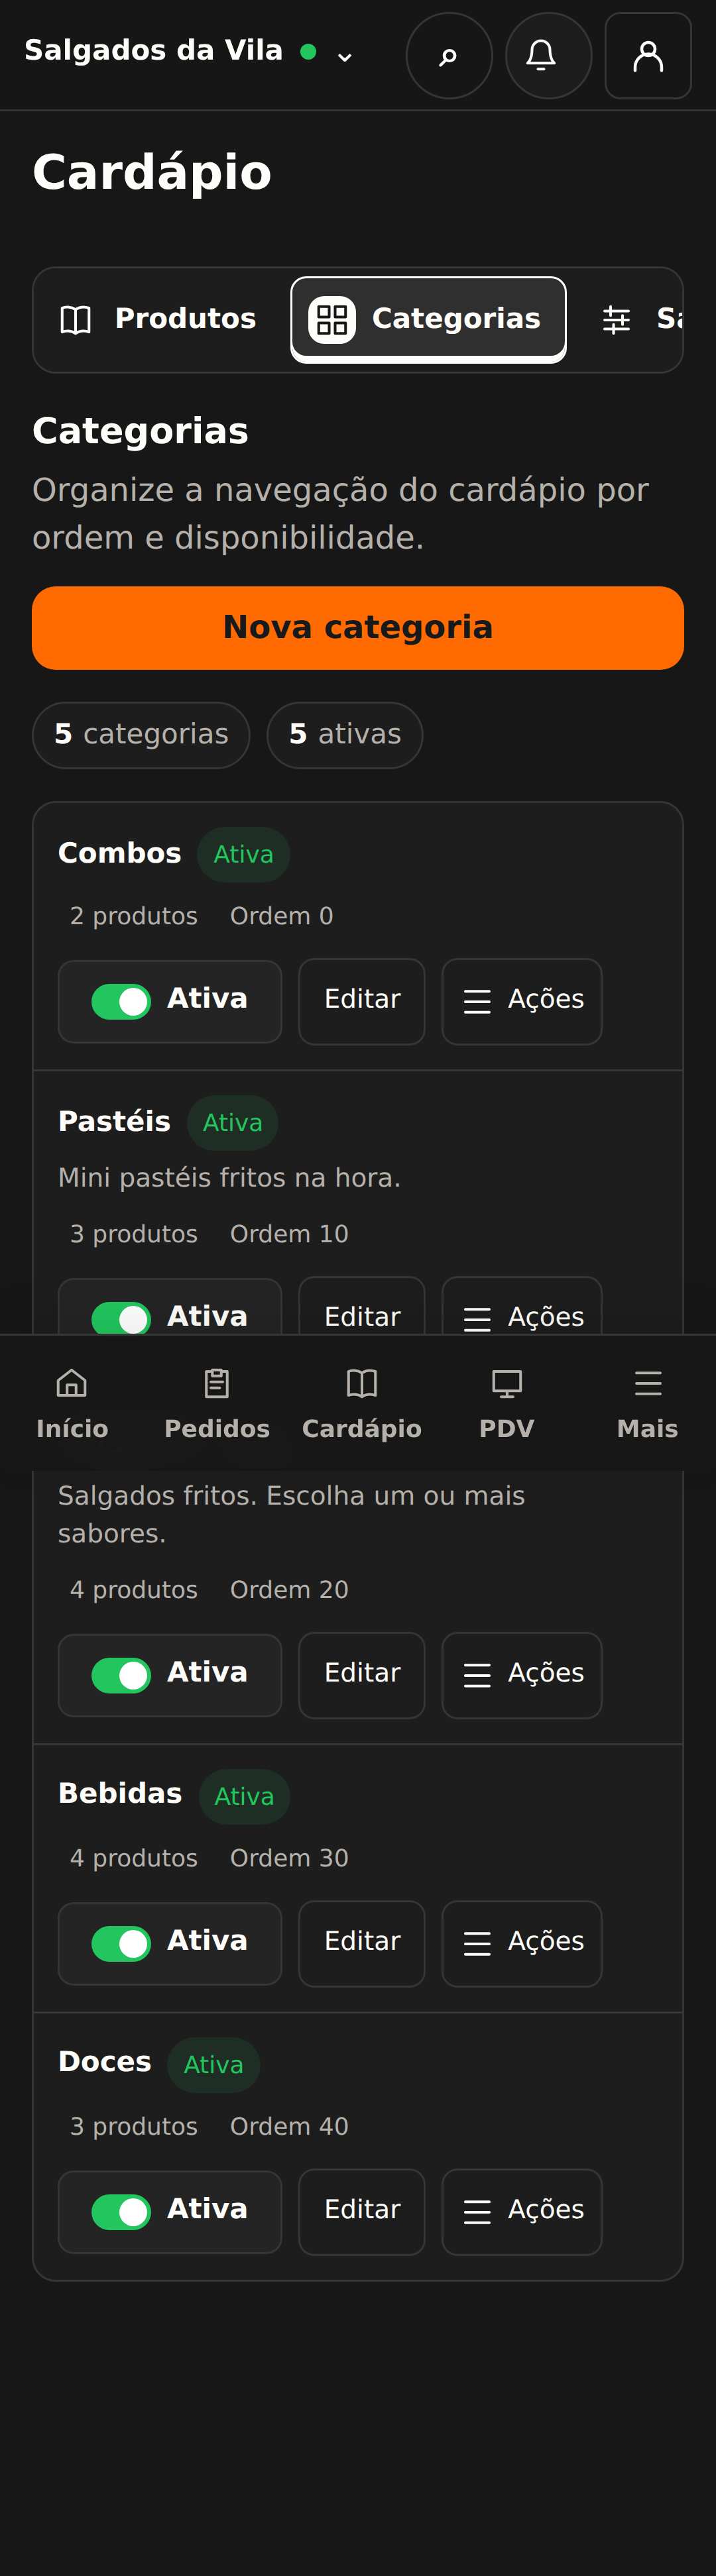 Salgados da Vila
Cardápio
Produtos
Categorias
Sa
Categorias
Organize a navegação do cardápio por
ordem e disponibilidade.
Nova categoria
5 categorias
5 ativas
Combos
Ativa
2 produtos
Ordem 0
Ativa
Editar
Ações
Pastéis
Ativa
Mini pastéis fritos na hora.
3 produtos
Ordem 10
Ativa
Editar
Ações
Início
Pedidos
Cardápio
PDV
Mais
Salgados fritos. Escolha um ou mais
sabores.
4 produtos
Ordem 20
Ativa
Editar
Ações
Bebidas
Ativa
4 produtos
Ordem 30
Ativa
Editar
Ações
Doces
Ativa
3 produtos
Ordem 40
Ativa
Editar
Ações